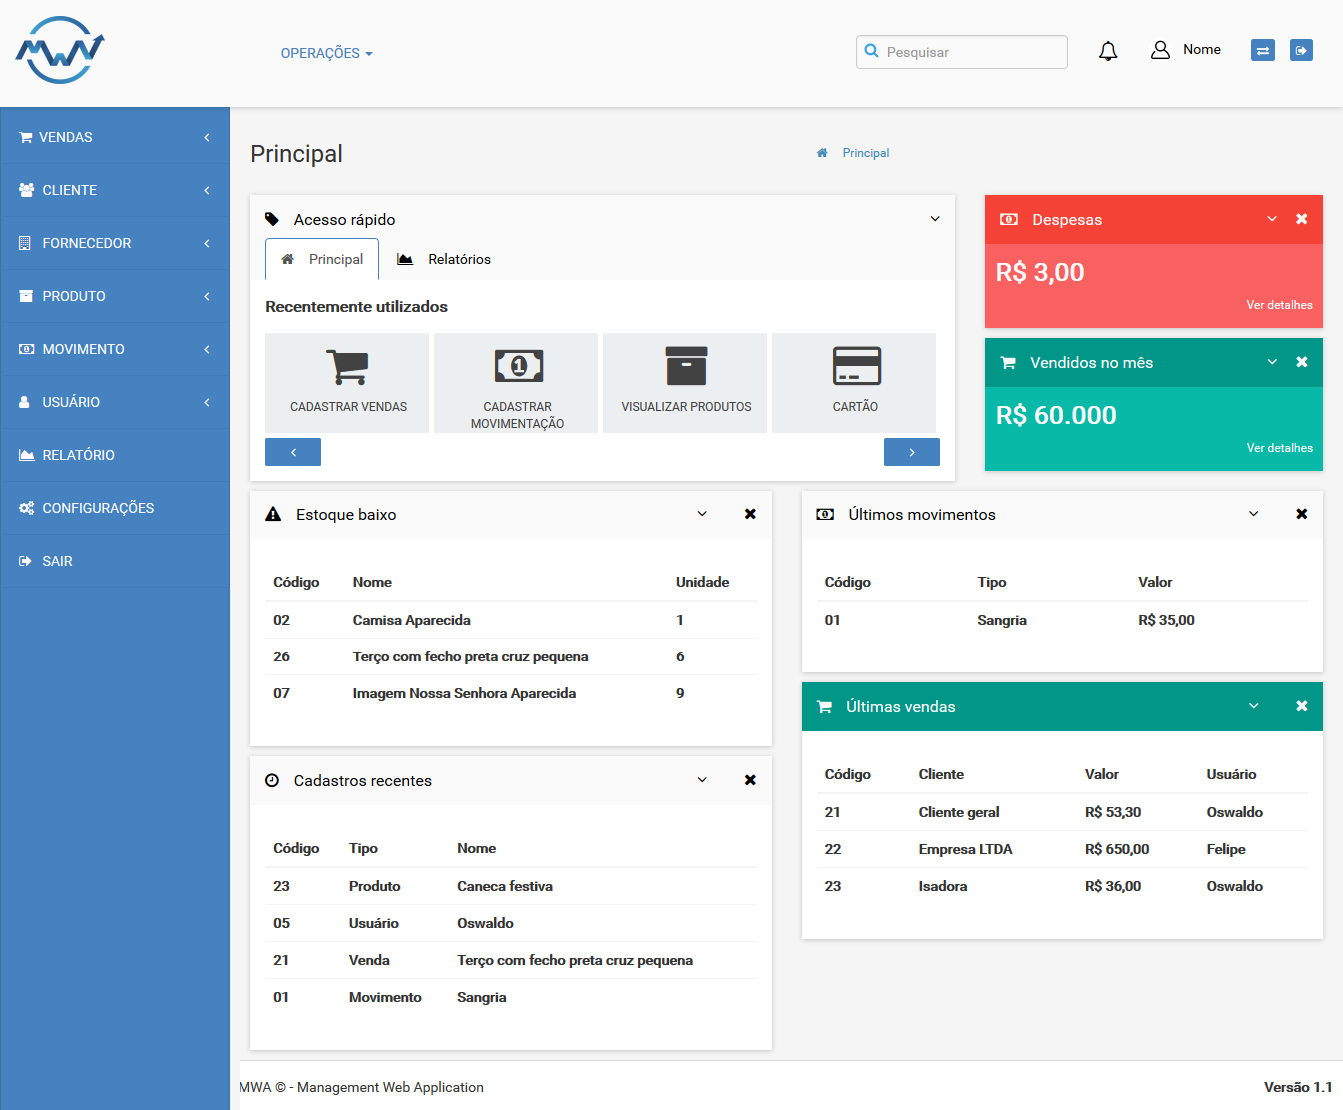 MWA
OPERAÇÕES
Pesquisar
Nome
VENDAS
CLIENTE
FORNECEDOR
PRODUTO
MOVIMENTO
USUÁRIO
RELATÓRIO
CONFIGURAÇÕES
SAIR
Principal
Principal
Acesso rápido
Principal
Relatórios
Recentemente utilizados
CADASTRAR VENDAS
CADASTRAR
MOVIMENTAÇÃO
VISUALIZAR PRODUTOS
CARTÃO
Despesas
R$ 3,00
Ver detalhes
Vendidos no mês
R$ 60.000
Ver detalhes
Estoque baixo
Código Nome Unidade
02 Camisa Aparecida 1
26 Terço com fecho preta cruz pequena 6
07 Imagem Nossa Senhora Aparecida 9
Últimos movimentos
Código Tipo Valor
01 Sangria R$ 35,00
Últimas vendas
Código Cliente Valor Usuário
21 Cliente geral R$ 53,30 Oswaldo
22 Empresa LTDA R$ 650,00 Felipe
23 Isadora R$ 36,00 Oswaldo
Cadastros recentes
Código Tipo Nome
23 Produto Caneca festiva
05 Usuário Oswaldo
21 Venda Terço com fecho preta cruz pequena
01 Movimento Sangria
MWA © - Management Web Application
Versão 1.1